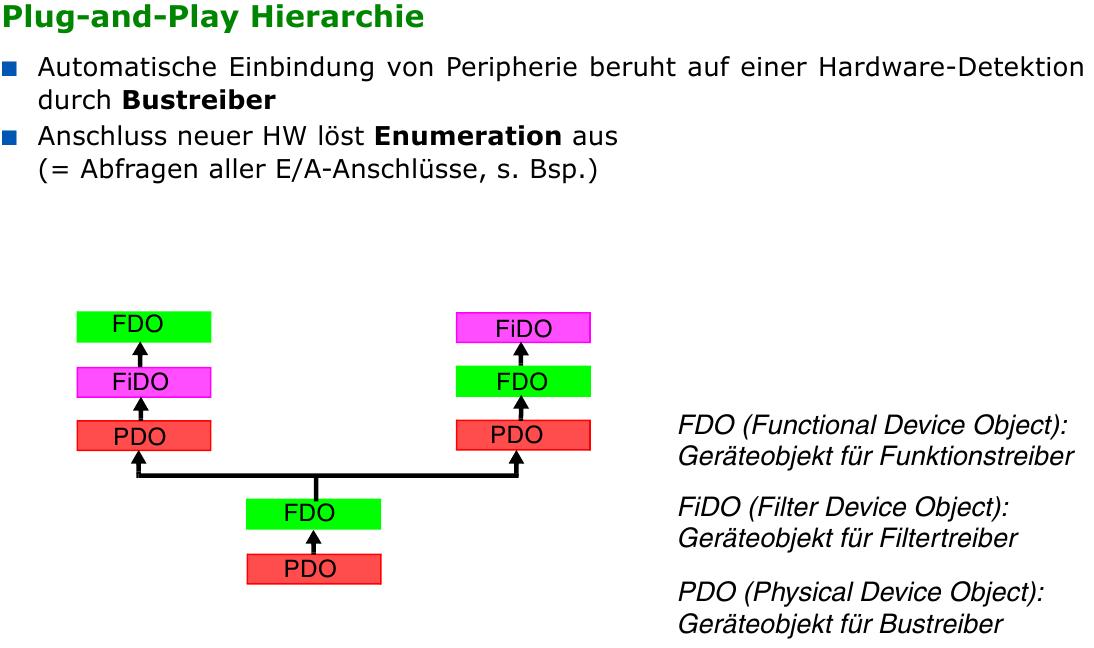 Plug-and-Play Hierarchie
Automatische Einbindung von Peripherie beruht auf einer Hardware-Detektion
durch Bustreiber
Anschluss neuer HW löst Enumeration aus
(= Abfragen aller E/A-Anschlüsse, s. Bsp.)
FDO
FiDO
PDO
FiDO
FDO
PDO
FDO
PDO
FDO (Functional Device Object):
Geräteobjekt für Funktionstreiber
FiDO (Filter Device Object):
Geräteobjekt für Filtertreiber
PDO (Physical Device Object):
Geräteobjekt für Bustreiber